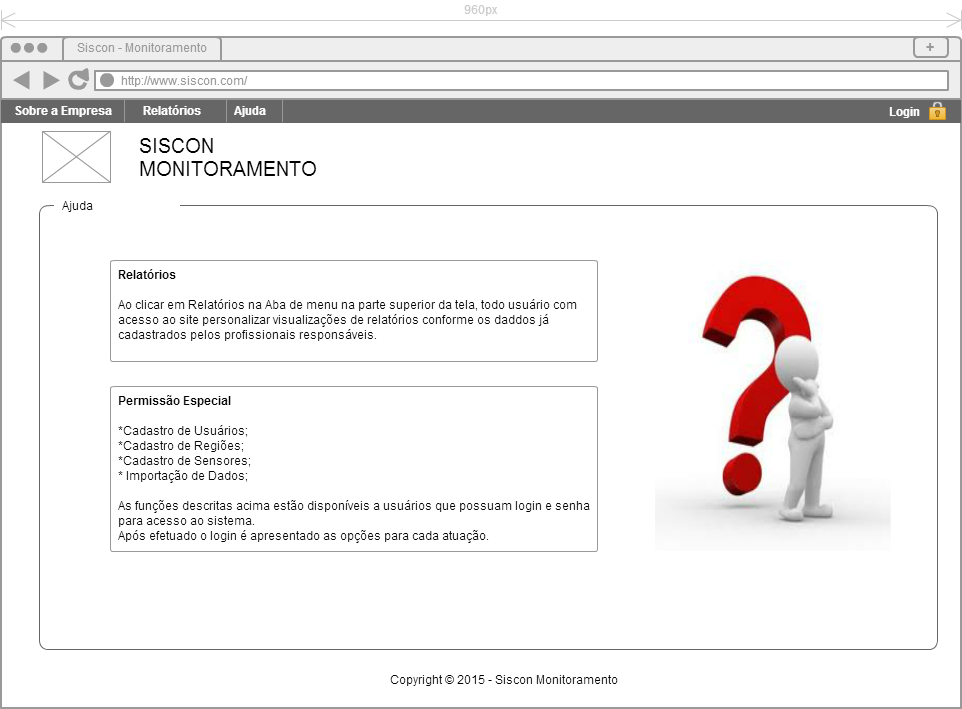 960px
Siscon - Monitoramento
+
http://www.siscon.com/
Sobre a Empresa
Relatórios
Ajuda
Login
SISCON
MONITORAMENTO
Ajuda
Relatórios
Ao clicar em Relatórios na Aba de menu na parte superior da tela, todo usuário com
acesso ao site personalizar visualizações de relatórios conforme os daddos já
cadastrados pelos profissionais responsáveis.
Permissão Especial
*Cadastro de Usuários;
*Cadastro de Regiões;
*Cadastro de Sensores;
* Importação de Dados;
As funções descritas acima estão disponíveis a usuários que possuam login e senha
para acesso ao sistema.
Após efetuado o login é apresentado as opções para cada atuação.
Copyright © 2015 - Siscon Monitoramento